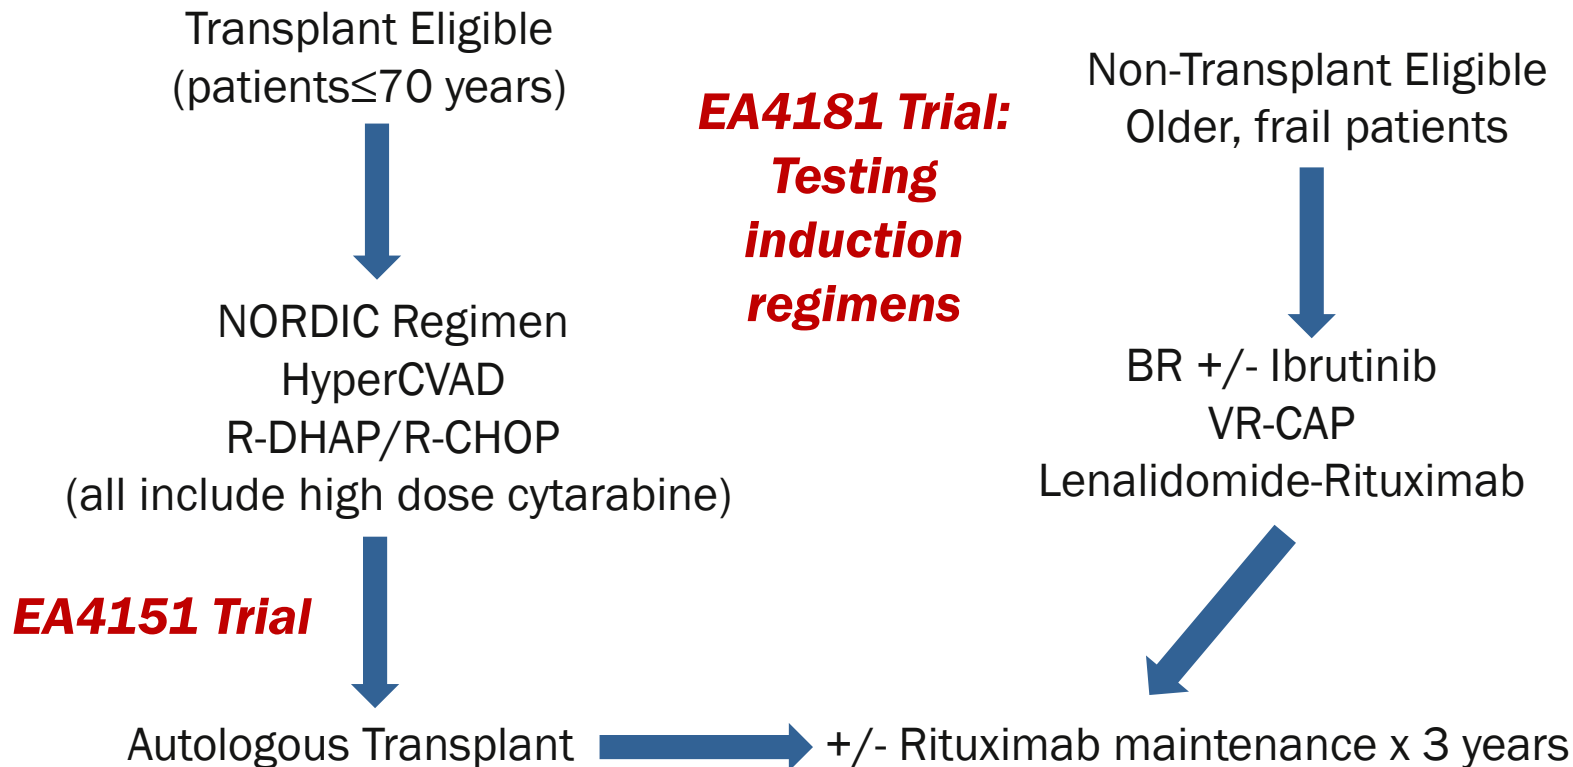 Transplant Eligible
(patients≤70 years)
EA4181 Trial:
Testing
induction
regimens
Non-Transplant Eligible
Older, frail patients
NORDIC Regimen
HyperCVAD
R-DHAP/R-CHOP
(all include high dose cytarabine)
BR +/- Ibrutinib
VR-CAP
Lenalidomide-Rituximab
EA4151 Trial
Autologous Transplant
+/- Rituximab maintenance x 3 years